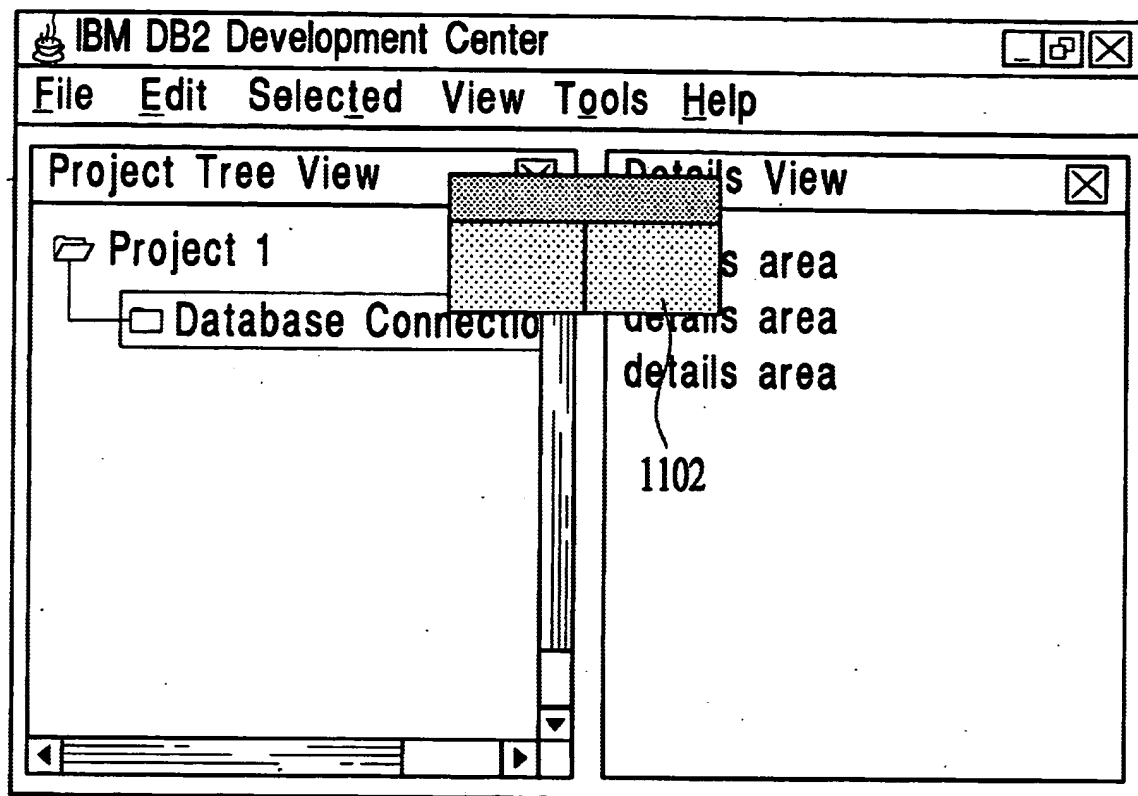 IBM DB2 Development Center
File Edit Selected View Tools Help
Project Tree View
Details View
Project 1
Database Connectio
s area
details area
details area
1102